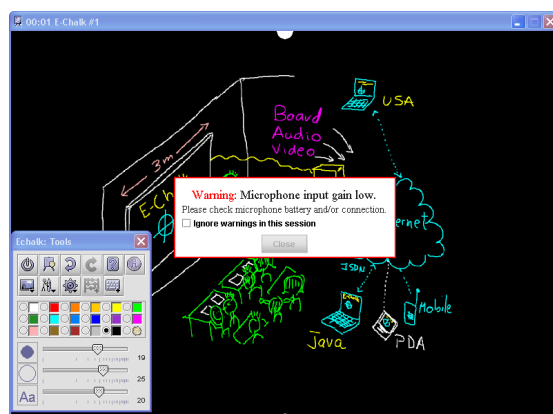 00:01 E-Chalk #1
USA
Board
Audio
Video
3m
E-Ch
Warning: Microphone input gain low.
Please check microphone battery and/or connection.
Ignore warnings in this session
Close
ernet
ISDN
Mobile
Java
PDA
Echalk: Tools
19
25
Aa
20